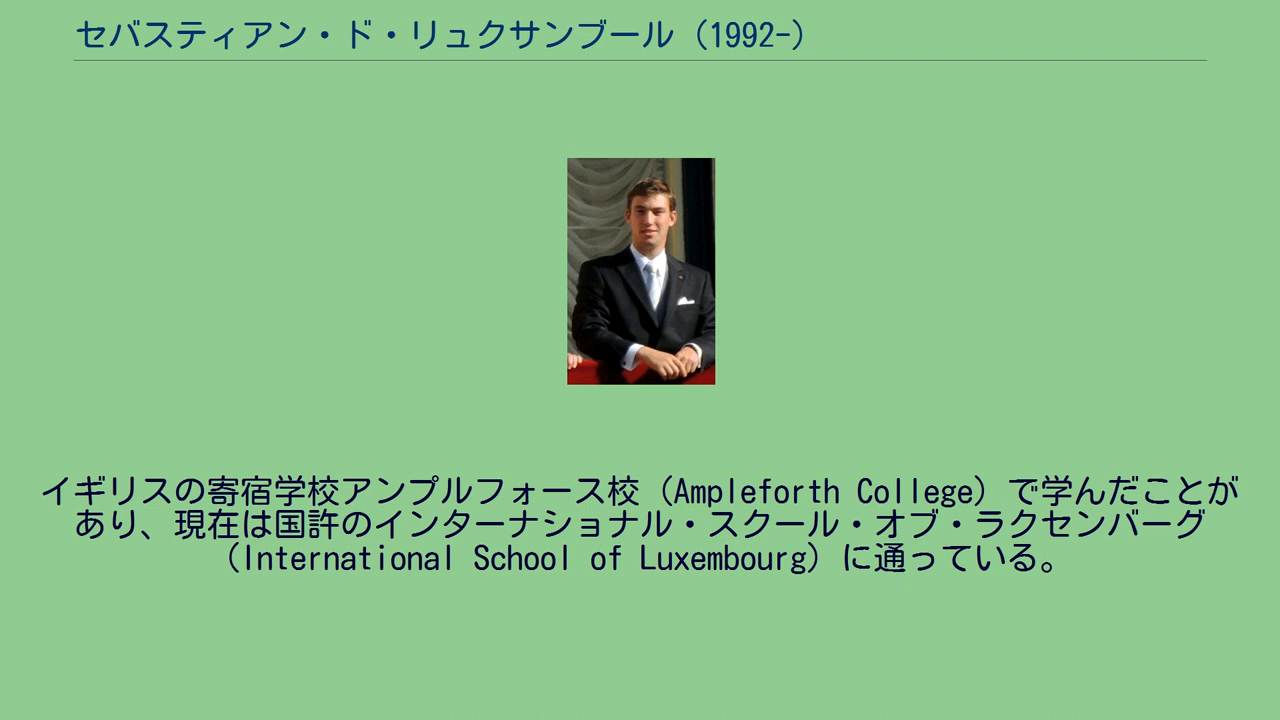 セバスティアン・ド・リュクサンブール（1992-）
イギリスの寄宿学校アンプルフォース校（Ampleforth College）で学んだことが
あり、現在は国許のインターナショナル・スクール・オブ・ラクセンバーグ
（International School of Luxembourg）に通っている。